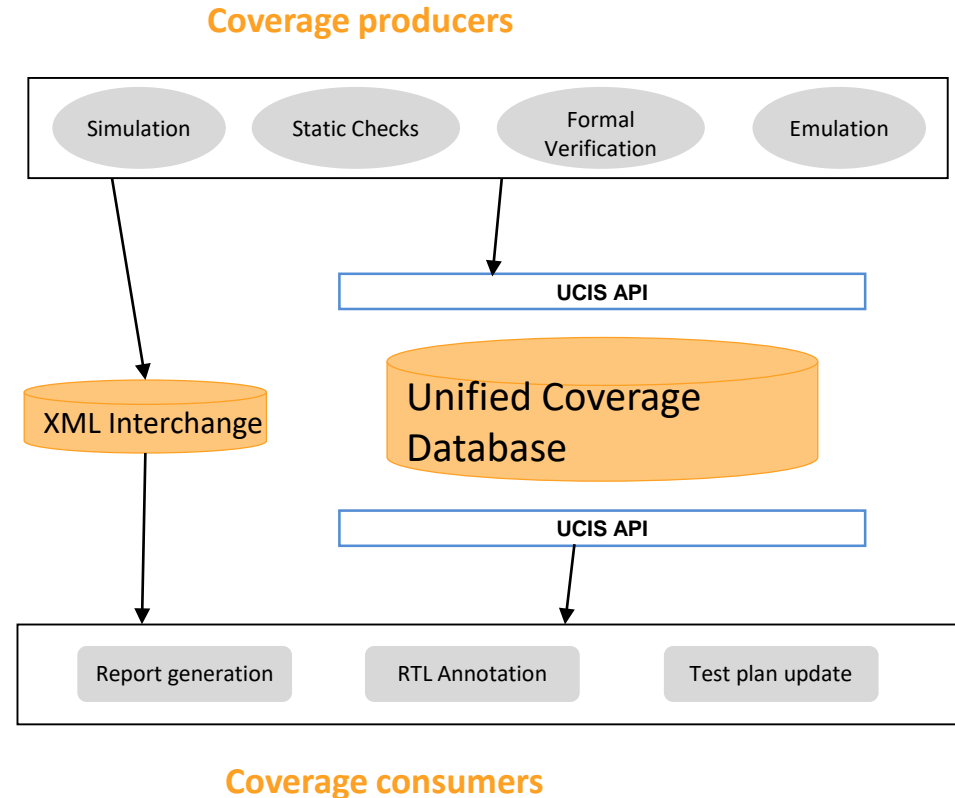 Coverage producers
Simulation
Static Checks
Formal
Verification
Emulation
UCIS API
XML Interchange
Unified Coverage
Database
UCIS API
Report generation
RTL Annotation
Test plan update
Coverage consumers